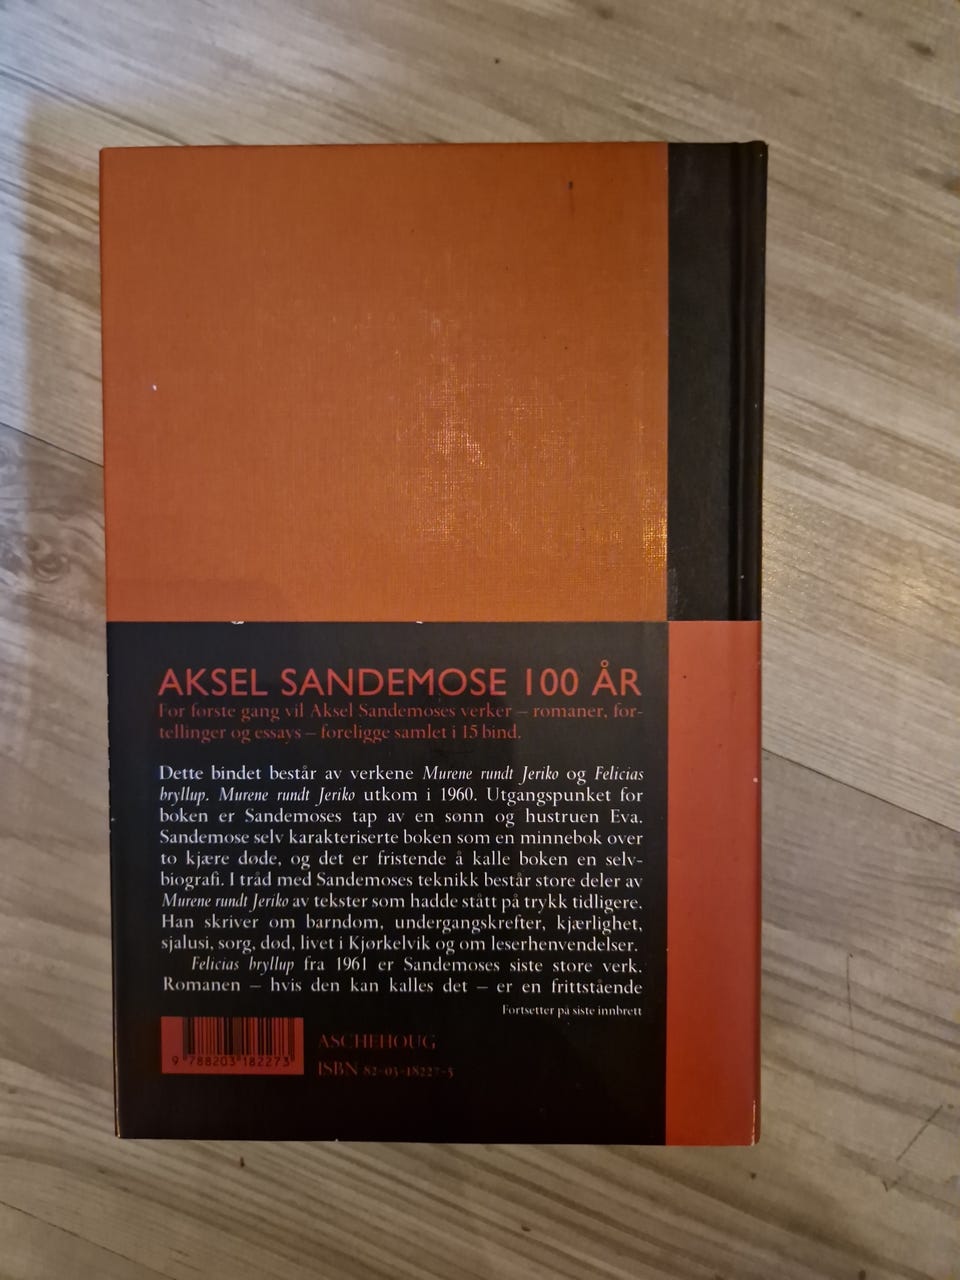 AKSEL SANDEMOSE 100 ÅR
For første gang vil Aksel Sandemoses verker – romaner, for-
tellinger og essays – foreligge samlet i 15 bind.
Dette bindet består av verkene Murene rundt Jeriko og Felicias
bryllup. Murene rundt Jeriko utkom i 1960. Utgangspunket for
boken er Sandemoses tap av en sønn og hustruen Eva.
Sandemose selv karakteriserte boken som en minnebok over
to kjære døde, og det er fristende å kalle boken en selv-
biografi. I tråd med Sandemoses teknikk består store deler av
Murene rundt Jeriko av tekster som hadde stått på trykk tidligere.
Han skriver om barndom, undergangskrefter, kjærlighet,
sjalusi, sorg, død, livet i Kjørkelvik og om leserhenvendelser.
Felicias bryllup fra 1961 er Sandemoses siste store verk.
Romanen – hvis den kan kalles det – er en frittstående
Fortsetter på siste innbrett
9 788203 182273
ASCHEHOUG
ISBN 82-03-18227-5